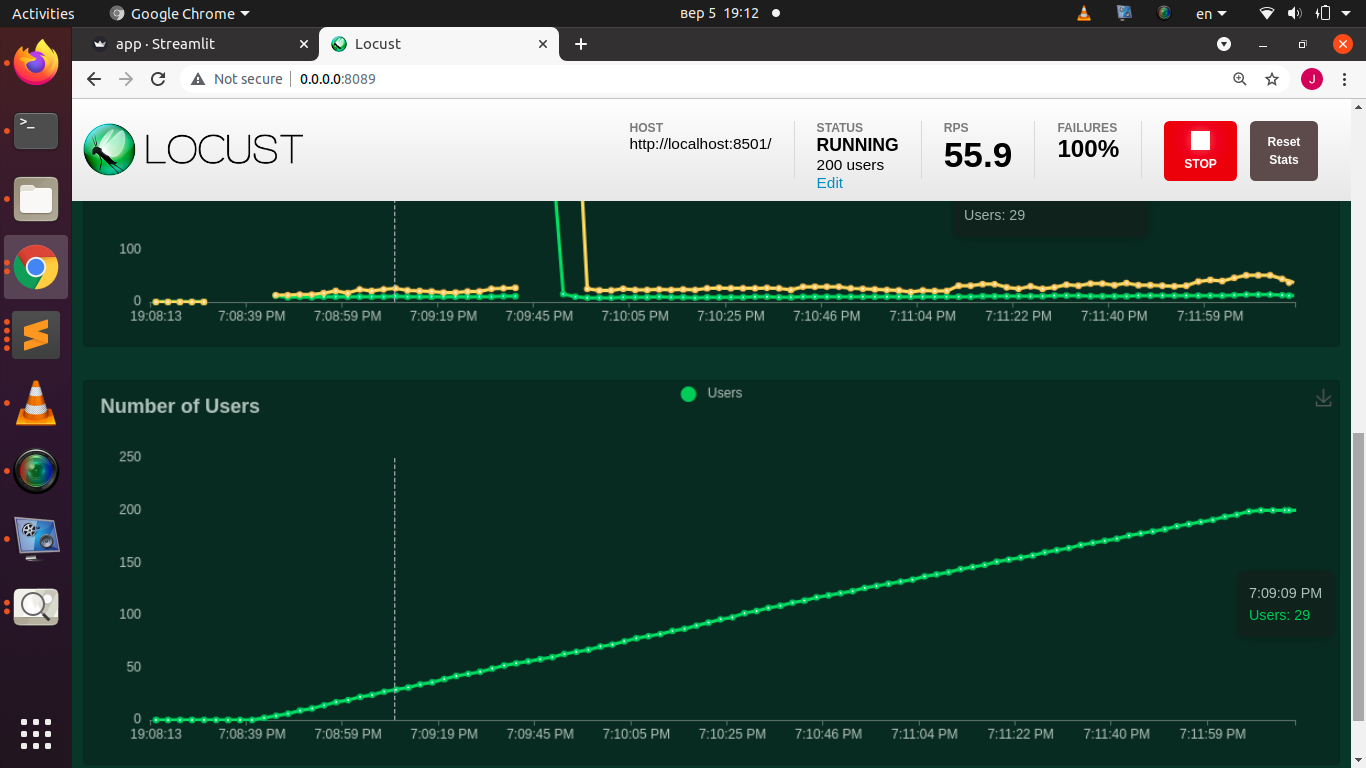 Activities
Google Chrome
вер 5 19:12
en
app · Streamlit
Locust
Not secure
0.0.0.0:8089
J
LOCUST
HOST
http://localhost:8501/
STATUS
RUNNING
200 users
Edit
RPS
55.9
FAILURES
100%
STOP
Reset
Stats
Users: 29
100
0
19:08:13 7:08:39 PM 7:08:59 PM 7:09:19 PM 7:09:45 PM 7:10:05 PM 7:10:25 PM 7:10:46 PM 7:11:04 PM 7:11:22 PM 7:11:40 PM 7:11:59 PM
Number of Users
Users
250
200
150
100
50
0
7:09:09 PM
Users: 29
19:08:13 7:08:39 PM 7:08:59 PM 7:09:19 PM 7:09:45 PM 7:10:05 PM 7:10:25 PM 7:10:46 PM 7:11:04 PM 7:11:22 PM 7:11:40 PM 7:11:59 PM